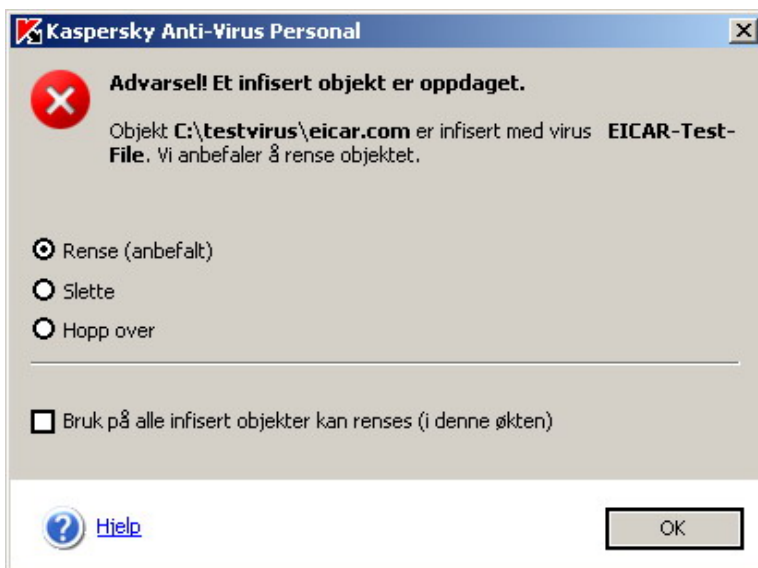 Kaspersky Anti-Virus Personal
Advarsel! Et infisert objekt er oppdaget.
Objekt C:\testvirus\eicar.com er infisert med virus EICAR-Test-
File. Vi anbefaler å rense objektet.
Rense (anbefalt)
Slette
Hopp over
Bruk på alle infisert objekter kan renses (i denne økten)
Hjelp
OK